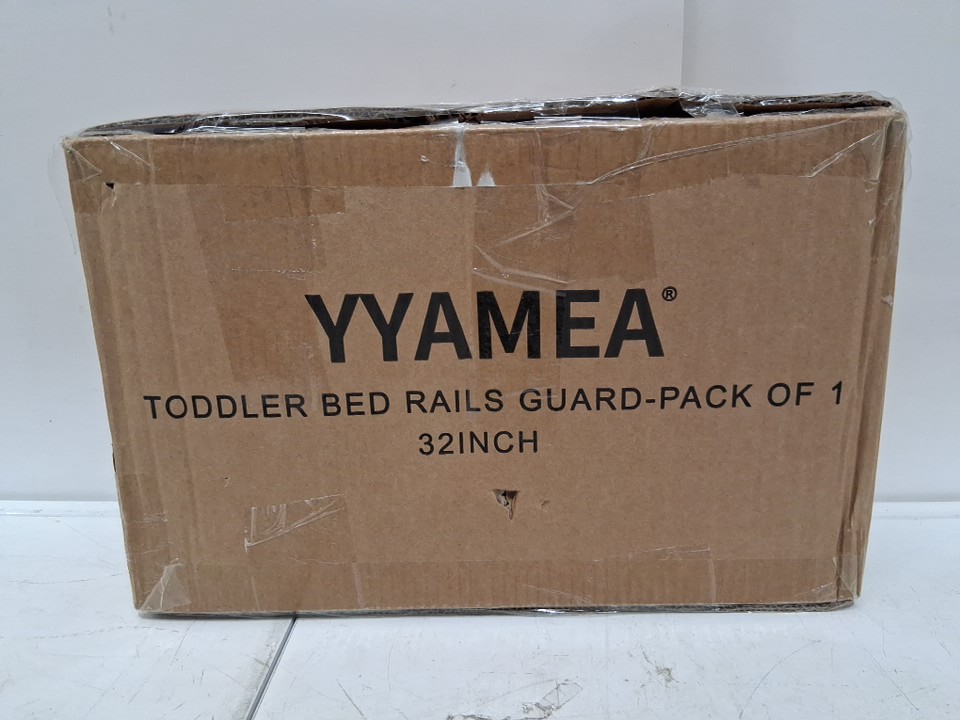 YYAMEA®
TODDLER BED RAILS GUARD-PACK OF 1
32INCH